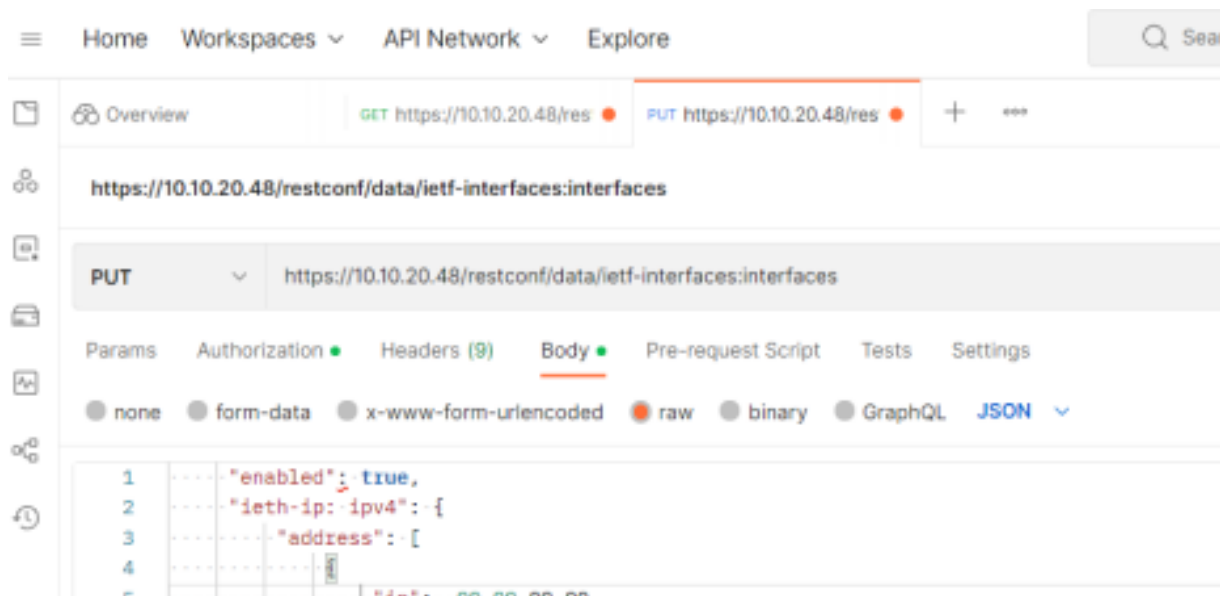 Home Workspaces API Network Explore
Overview GET https://10.10.20.48/res PUT https://10.10.20.48/res
https://10.10.20.48/restconf/data/ietf-interfaces:interfaces
PUT https://10.10.20.48/restconf/data/ietf-interfaces:interfaces
Params Authorization Headers (9) Body Pre-request Script Tests Settings
none form-data x-www-form-urlencoded raw binary GraphQL JSON
1 "enabled": true,
2 "ieth-ip: ipv4": {
3 "address": [
4